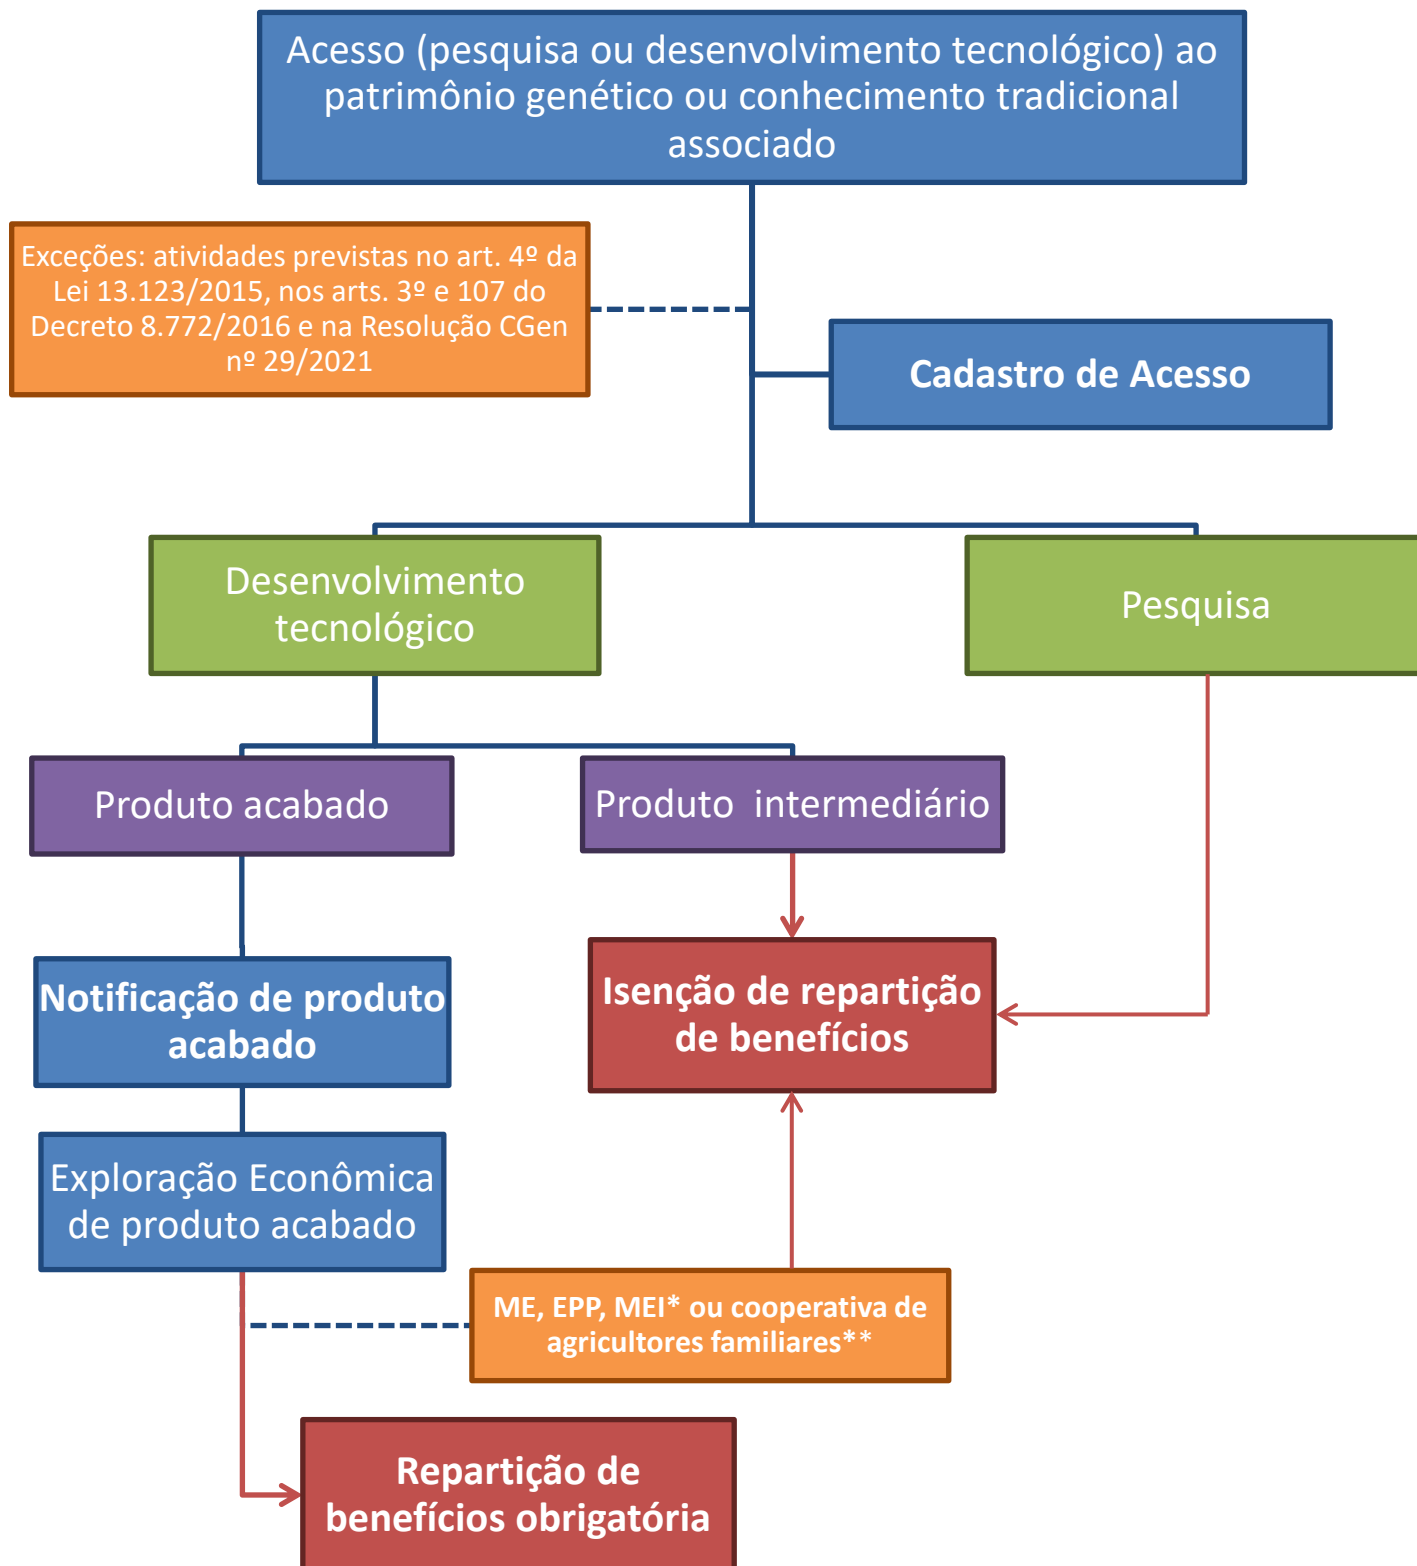 Acesso (pesquisa ou desenvolvimento tecnológico) ao
patrimônio genético ou conhecimento tradicional
associado
Exceções: atividades previstas no art. 4º da
Lei 13.123/2015, nos arts. 3º e 107 do
Decreto 8.772/2016 e na Resolução CGen
nº 29/2021
Cadastro de Acesso
Desenvolvimento
tecnológico
Pesquisa
Produto acabado
Produto intermediário
Notificação de produto
acabado
Isenção de repartição
de benefícios
Exploração Econômica
de produto acabado
ME, EPP, MEI* ou cooperativa de
agricultores familiares**
Repartição de
benefícios obrigatória